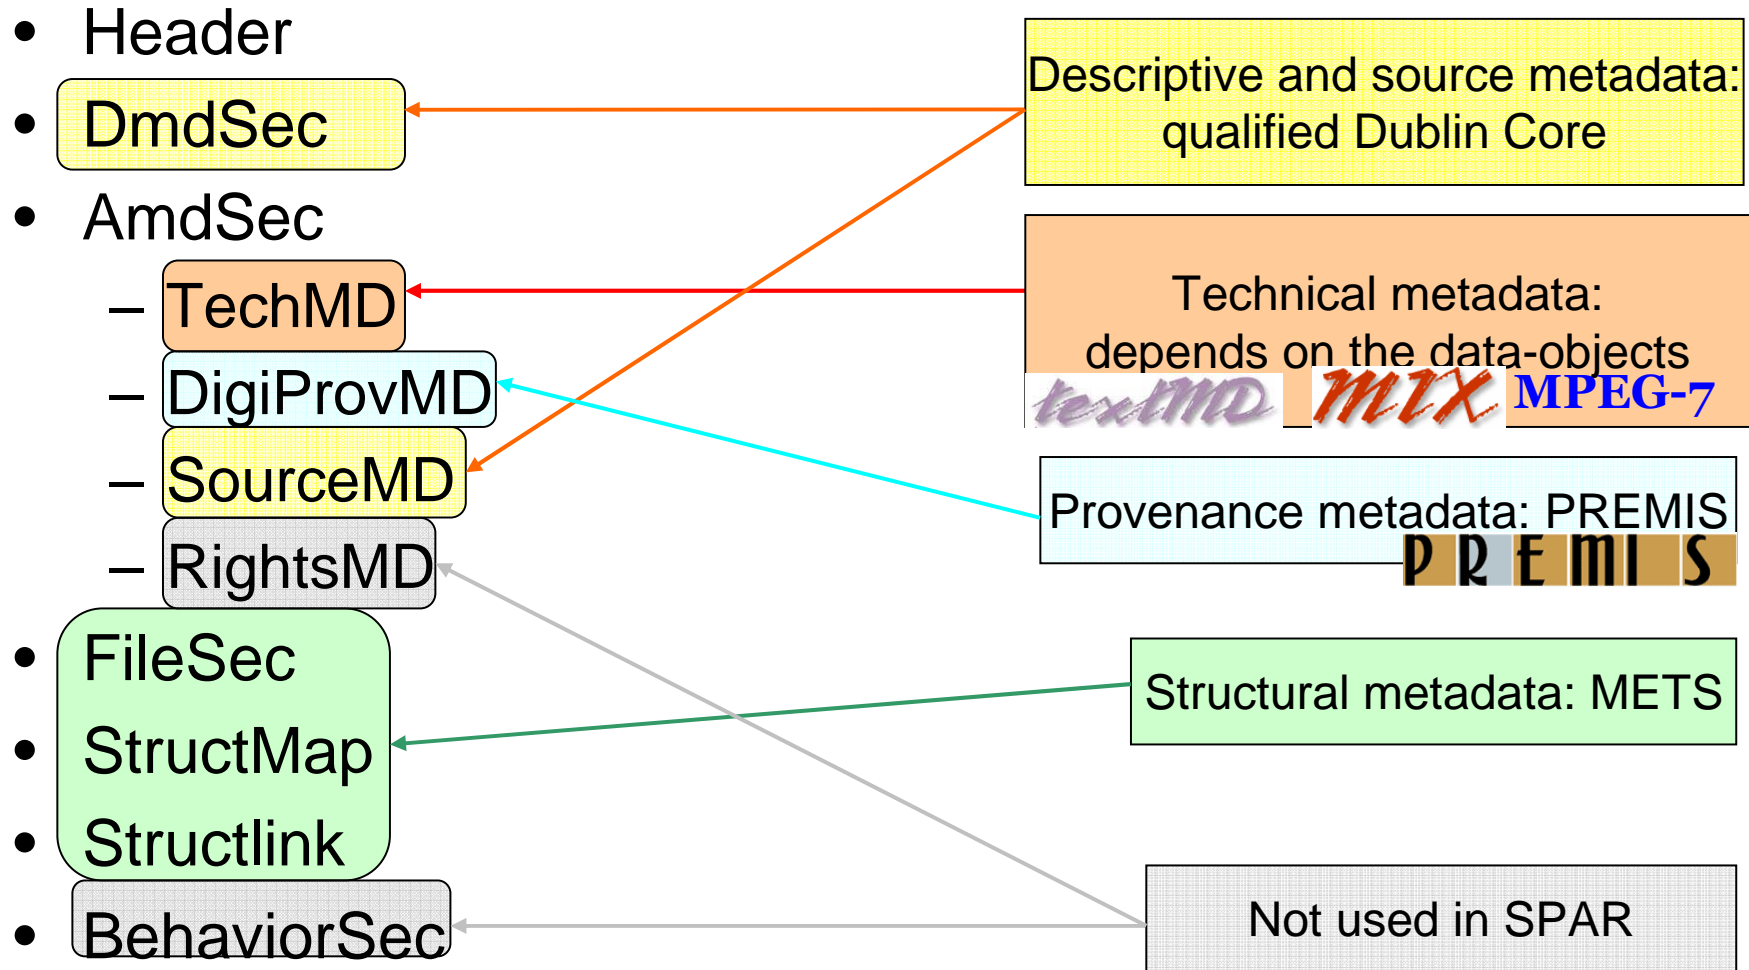 • Header
• DmdSec
• AmdSec
– TechMD
– DigiProvMD
– SourceMD
– RightsMD
• FileSec
• StructMap
• Structlink
• BehaviorSec
Descriptive and source metadata:
qualified Dublin Core
Technical metadata:
depends on the data-objects
textMD MIX MPEG-7
Provenance metadata: PREMIS
PREMIS
Structural metadata: METS
Not used in SPAR